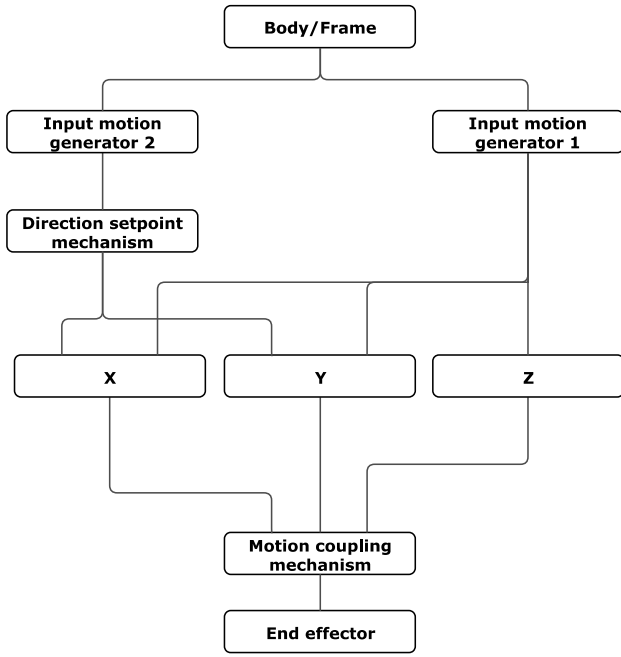 Body/Frame
Input motion
generator 2
Input motion
generator 1
Direction setpoint
mechanism
X
Y
Z
Motion coupling
mechanism
End effector